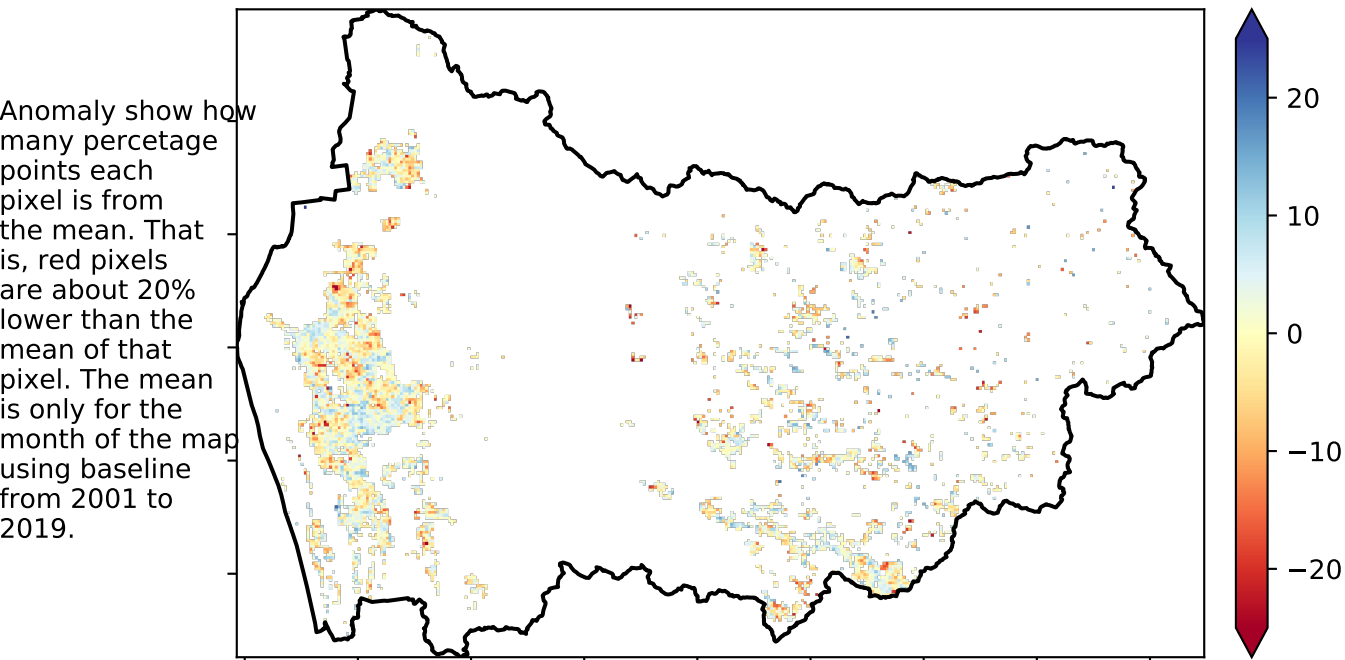 Anomaly show how
many percetage
points each
pixel is from
the mean. That
is, red pixels
are about 20%
lower than the
mean of that
pixel. The mean
is only for the
month of the map
using baseline
from 2001 to
2019.
20
10
0
−10
−20